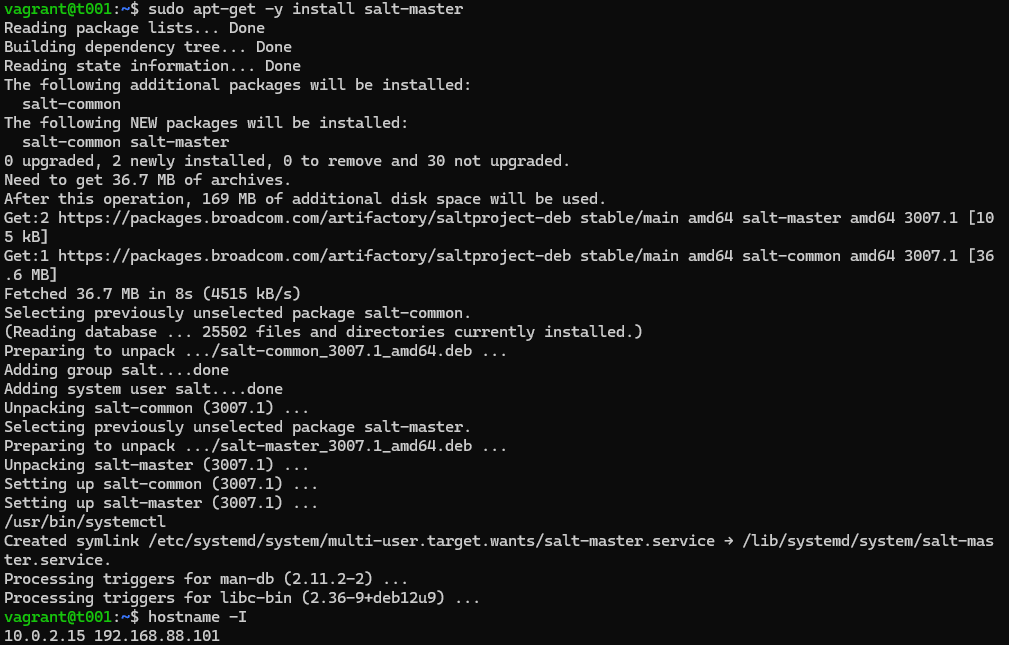 vagrant@t001:~$ sudo apt-get -y install salt-master
Reading package lists... Done
Building dependency tree... Done
Reading state information... Done
The following additional packages will be installed:
  salt-common
The following NEW packages will be installed:
  salt-common salt-master
0 upgraded, 2 newly installed, 0 to remove and 30 not upgraded.
Need to get 36.7 MB of archives.
After this operation, 169 MB of additional disk space will be used.
Get:2 https://packages.broadcom.com/artifactory/saltproject-deb stable/main amd64 salt-master amd64 3007.1 [10
5 kB]
Get:1 https://packages.broadcom.com/artifactory/saltproject-deb stable/main amd64 salt-common amd64 3007.1 [36
.6 MB]
Fetched 36.7 MB in 8s (4515 kB/s)
Selecting previously unselected package salt-common.
(Reading database ... 25502 files and directories currently installed.)
Preparing to unpack .../salt-common_3007.1_amd64.deb ...
Adding group salt....done
Adding system user salt....done
Unpacking salt-common (3007.1) ...
Selecting previously unselected package salt-master.
Preparing to unpack .../salt-master_3007.1_amd64.deb ...
Unpacking salt-master (3007.1) ...
Setting up salt-common (3007.1) ...
Setting up salt-master (3007.1) ...
/usr/bin/systemctl
Created symlink /etc/systemd/system/multi-user.target.wants/salt-master.service → /lib/systemd/system/salt-mas
ter.service.
Processing triggers for man-db (2.11.2-2) ...
Processing triggers for libc-bin (2.36-9+deb12u9) ...
vagrant@t001:~$ hostname -I
10.0.2.15 192.168.88.101